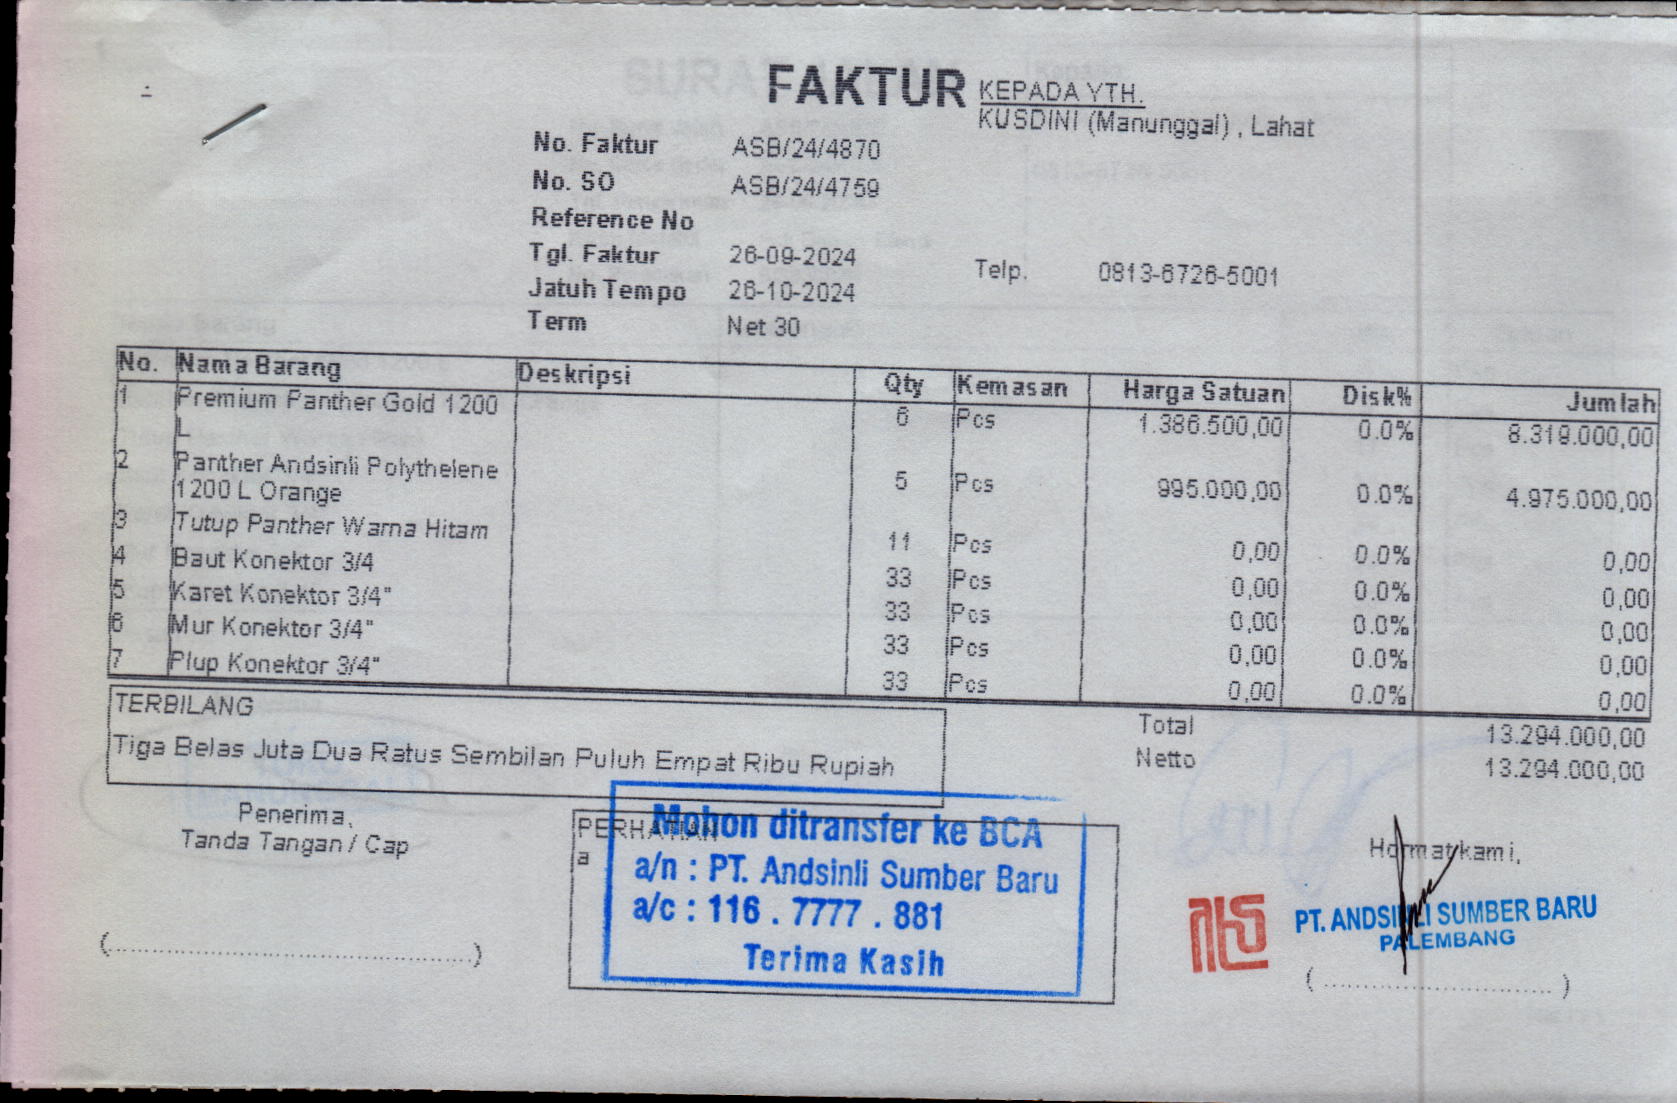 FAKTUR
KEPADA YTH.
KUSDINI (Manunggal) , Lahat
No. Faktur ASB/24/4870
No. SO ASB/24/4759
Reference No
Tgl. Faktur 26-09-2024
Jatuh Tempo 26-10-2024
Term Net 30
Telp. 0813-6726-5001
No. Nama Barang Deskripsi Qty Kemasan Harga Satuan Disk% Jumlah
1 Premium Panther Gold 1200 6 Pcs 1.386.500,00 0.0% 8.319.000,00
L
2 Panther Andsinli Polythelene 5 Pcs 995.000,00 0.0% 4.975.000,00
1200 L Orange
3 Tutup Panther Warna Hitam 11 Pcs 0,00 0.0% 0,00
4 Baut Konektor 3/4 33 Pcs 0,00 0.0% 0,00
5 Karet Konektor 3/4" 33 Pcs 0,00 0.0% 0,00
6 Mur Konektor 3/4" 33 Pcs 0,00 0.0% 0,00
7 Plup Konektor 3/4" 33 Pcs 0,00 0.0% 0,00
TERBILANG
Tiga Belas Juta Dua Ratus Sembilan Puluh Empat Ribu Rupiah
Total 13.294.000,00
Netto 13.294.000,00
Penerima,
Tanda Tangan / Cap
(..........................................)
PERHATIAN
a
Mohon ditransfer ke BCA
a/n : PT. Andsinli Sumber Baru
a/c : 116 . 7777 . 881
Terima Kasih
Hormat kami,
PT. ANDSINLI SUMBER BARU
PALEMBANG
(..........................)